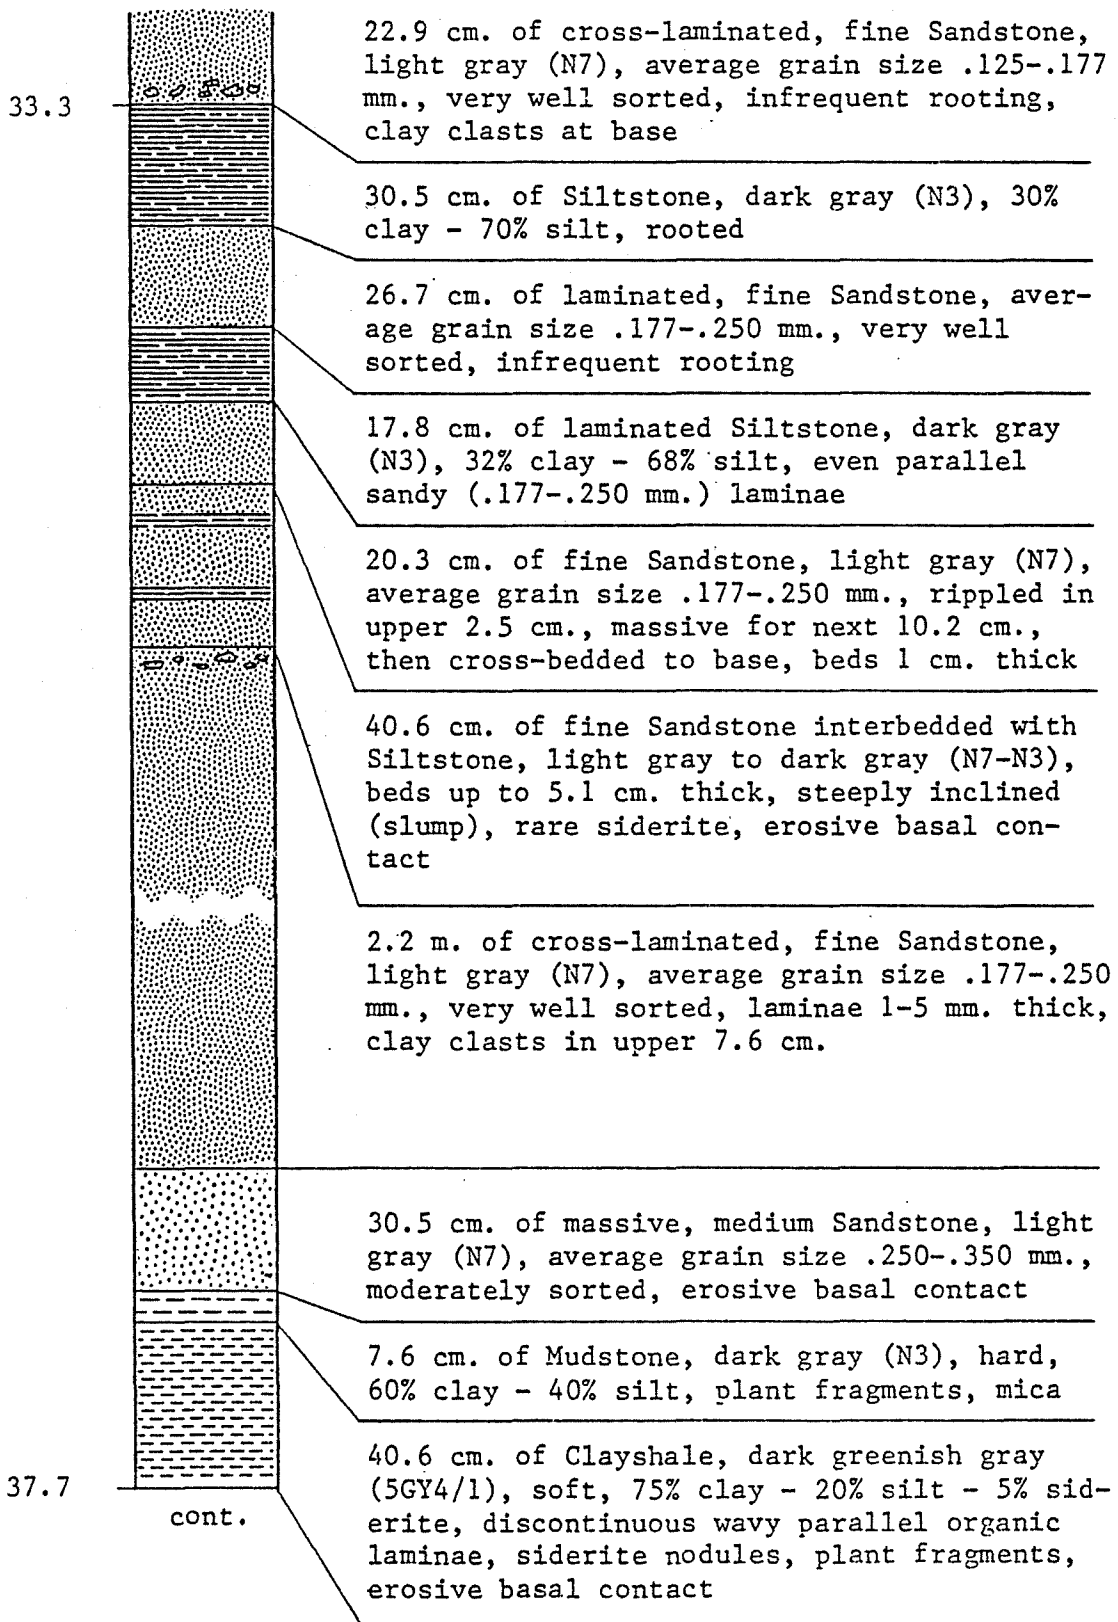 22.9 cm. of cross-laminated, fine Sandstone,
light gray (N7), average grain size .125-.177
mm., very well sorted, infrequent rooting,
clay clasts at base
33.3
30.5 cm. of Siltstone, dark gray (N3), 30%
clay - 70% silt, rooted
26.7 cm. of laminated, fine Sandstone, aver-
age grain size .177-.250 mm., very well
sorted, infrequent rooting
17.8 cm. of laminated Siltstone, dark gray
(N3), 32% clay - 68% silt, even parallel
sandy (.177-.250 mm.) laminae
20.3 cm. of fine Sandstone, light gray (N7),
average grain size .177-.250 mm., rippled in
upper 2.5 cm., massive for next 10.2 cm.,
then cross-bedded to base, beds 1 cm. thick
40.6 cm. of fine Sandstone interbedded with
Siltstone, light gray to dark gray (N7-N3),
beds up to 5.1 cm. thick, steeply inclined
(slump), rare siderite, erosive basal con-
tact
2.2 m. of cross-laminated, fine Sandstone,
light gray (N7), average grain size .177-.250
mm., very well sorted, laminae 1-5 mm. thick,
clay clasts in upper 7.6 cm.
30.5 cm. of massive, medium Sandstone, light
gray (N7), average grain size .250-.350 mm.,
moderately sorted, erosive basal contact
7.6 cm. of Mudstone, dark gray (N3), hard,
60% clay - 40% silt, plant fragments, mica
40.6 cm. of Clayshale, dark greenish gray
(5GY4/1), soft, 75% clay - 20% silt - 5% sid-
erite, discontinuous wavy parallel organic
laminae, siderite nodules, plant fragments,
erosive basal contact
37.7
cont.